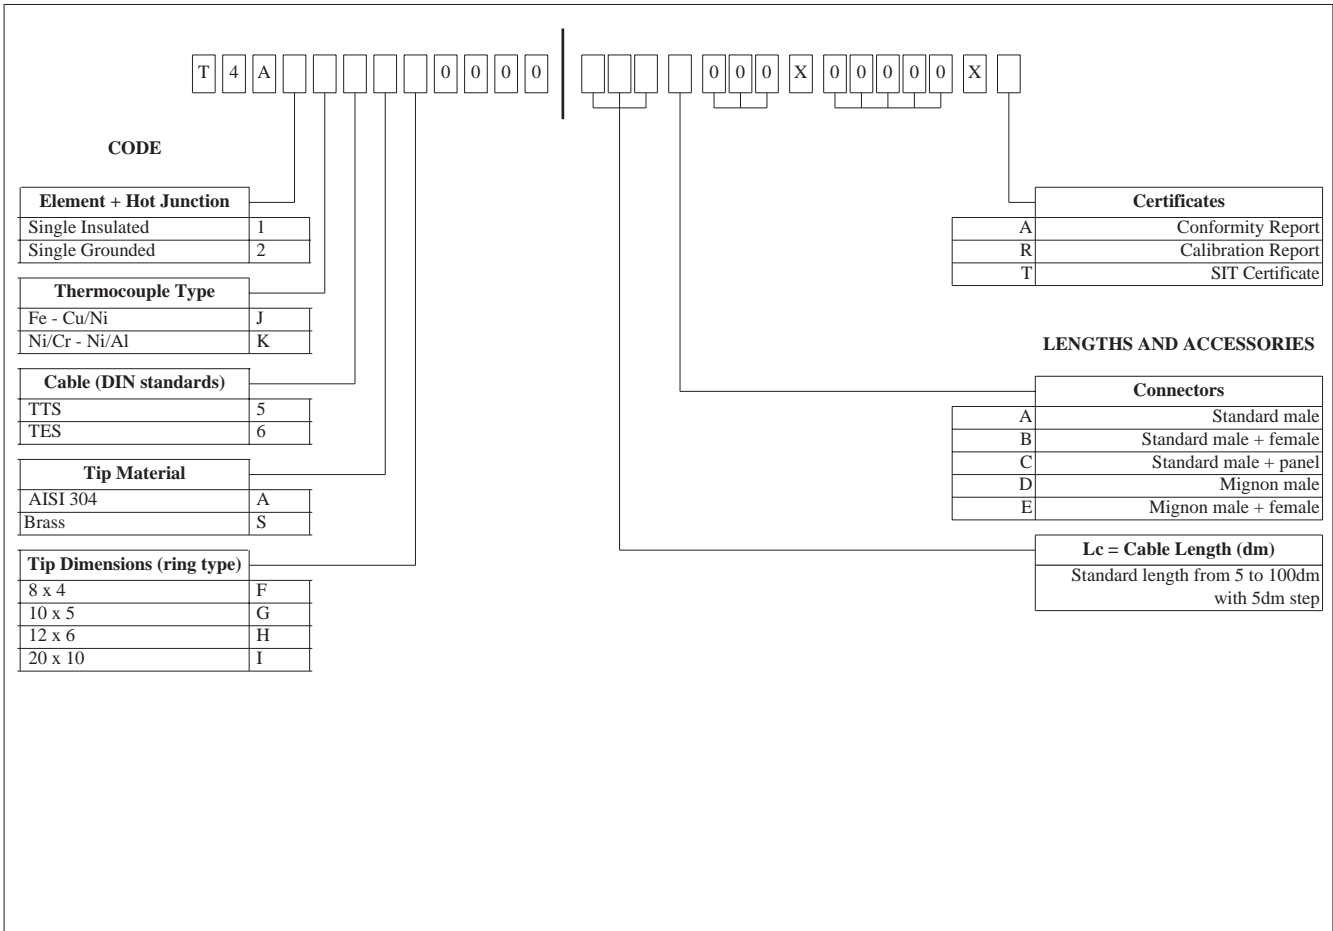 T 4 A 0 0 0 0 0 0 0 X 0 0 0 0 0 X
CODE
Element + Hot Junction
Single Insulated 1
Single Grounded 2
Thermocouple Type
Fe - Cu/Ni J
Ni/Cr - Ni/Al K
Cable (DIN standards)
TTS 5
TES 6
Tip Material
AISI 304 A
Brass S
Tip Dimensions (ring type)
8 x 4 F
10 x 5 G
12 x 6 H
20 x 10 I
Certificates
A Conformity Report
R Calibration Report
T SIT Certificate
LENGTHS AND ACCESSORIES
Connectors
A Standard male
B Standard male + female
C Standard male + panel
D Mignon male
E Mignon male + female
Lc = Cable Length (dm)
Standard length from 5 to 100dm
with 5dm step